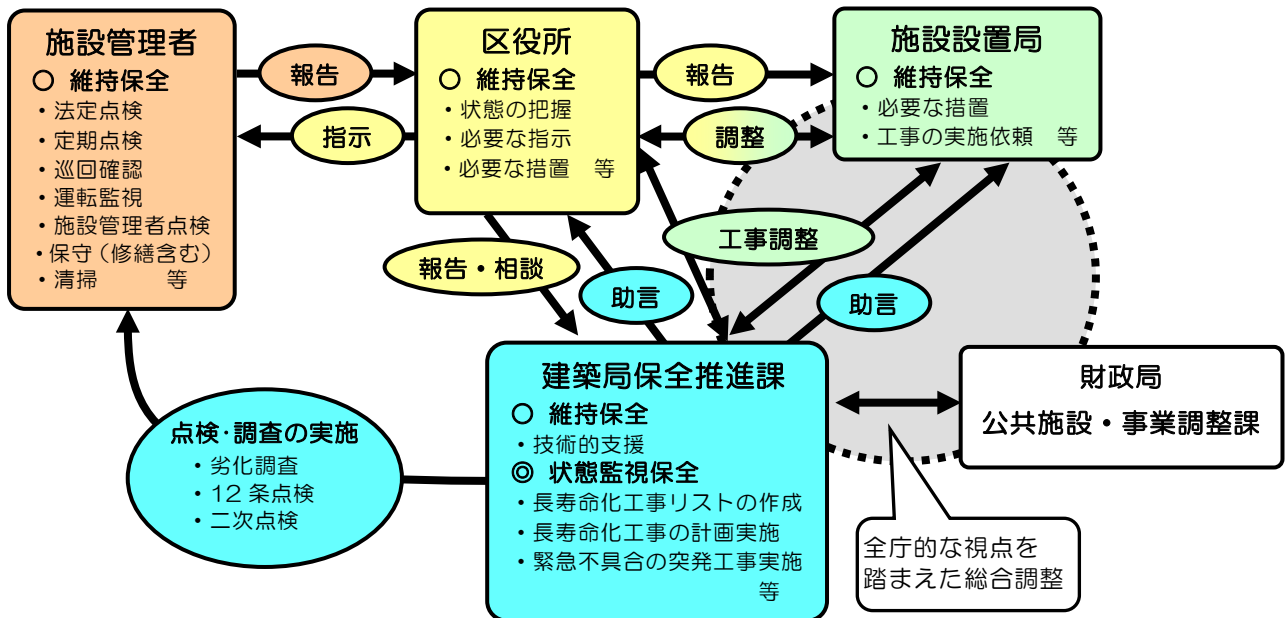 施設管理者
○ 維持保全
・法定点検
・定期点検
・巡回確認
・運転監視
・施設管理者点検
・保守（修繕含む）
・清掃　　　等
報告
指示
区役所
○ 維持保全
・状態の把握
・必要な指示
・必要な措置　等
報告
調整
施設設置局
○ 維持保全
・必要な措置
・工事の実施依頼　等
報告・相談
助言
工事調整
助言
点検・調査の実施
・劣化調査
・12 条点検
・二次点検
建築局保全推進課
○ 維持保全
・技術的支援
◎ 状態監視保全
・長寿命化工事リストの作成
・長寿命化工事の計画実施
・緊急不具合の突発工事実施
等
財政局
公共施設・事業調整課
全庁的な視点を
踏まえた総合調整